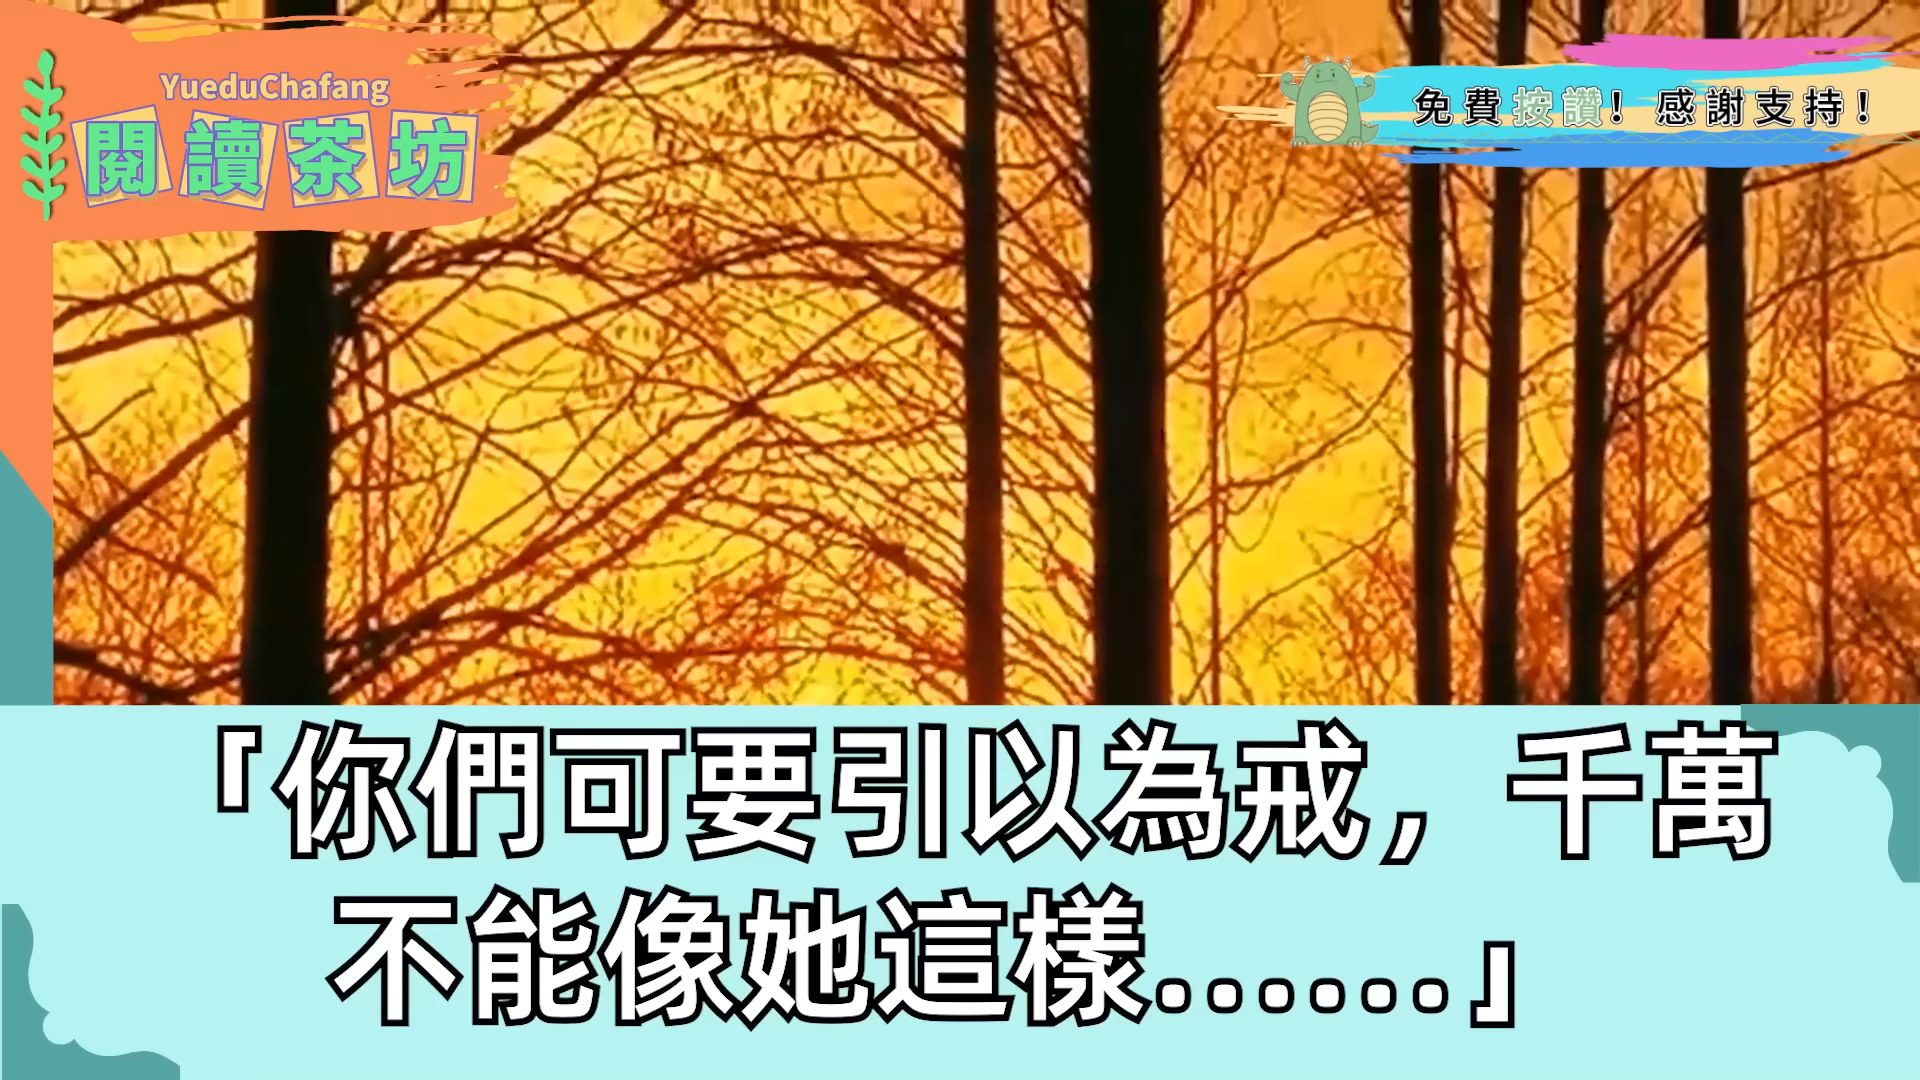 YueduChafang
閱讀茶坊
免費按讚！感謝支持！
「你們可要引以為戒，千萬
不能像她這樣......」